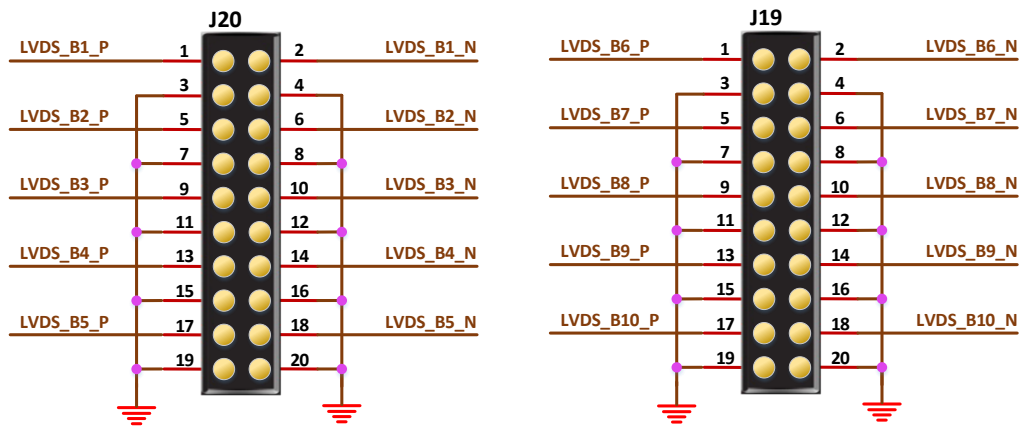 J20
LVDS_B1_P 1 2 LVDS_B1_N
3 4
LVDS_B2_P 5 6 LVDS_B2_N
7 8
LVDS_B3_P 9 10 LVDS_B3_N
11 12
LVDS_B4_P 13 14 LVDS_B4_N
15 16
LVDS_B5_P 17 18 LVDS_B5_N
19 20
J19
LVDS_B6_P 1 2 LVDS_B6_N
3 4
LVDS_B7_P 5 6 LVDS_B7_N
7 8
LVDS_B8_P 9 10 LVDS_B8_N
11 12
LVDS_B9_P 13 14 LVDS_B9_N
15 16
LVDS_B10_P 17 18 LVDS_B10_N
19 20